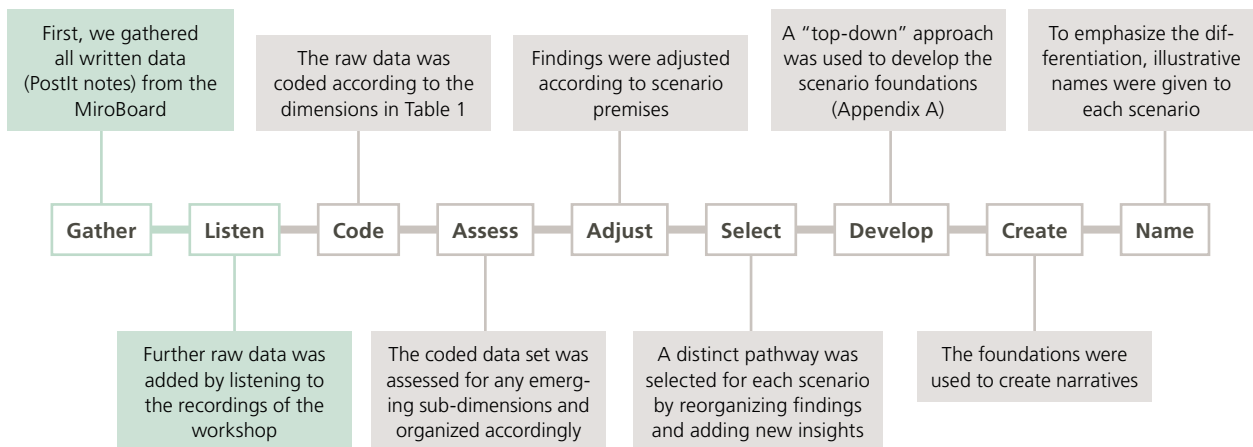 First, we gathered
all written data
(PostIt notes) from the
MiroBoard
The raw data was
coded according to the
dimensions in Table 1
Findings were adjusted
according to scenario
premises
A “top-down” approach
was used to develop the
scenario foundations
(Appendix A)
To emphasize the dif-
ferentiation, illustrative
names were given to
each scenario
Gather
Listen
Code
Assess
Adjust
Select
Develop
Create
Name
Further raw data was
added by listening to
the recordings of the
workshop
The coded data set was
assessed for any emerg-
ing sub-dimensions and
organized accordingly
A distinct pathway was
selected for each scenario
by reorganizing findings
and adding new insights
The foundations were
used to create narratives